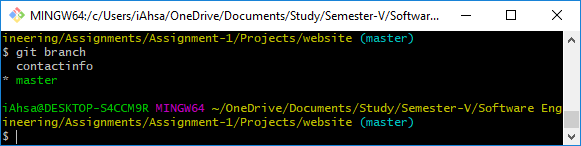 MINGW64:/c/Users/iAhsa/OneDrive/Documents/Study/Semester-V/Softwar...
ineering/Assignments/Assignment-1/Projects/website (master)
$ git branch
  contactinfo
* master

iAhsa@DESKTOP-S4CCM9R MINGW64 ~/OneDrive/Documents/Study/Semester-V/Software Eng
ineering/Assignments/Assignment-1/Projects/website (master)
$